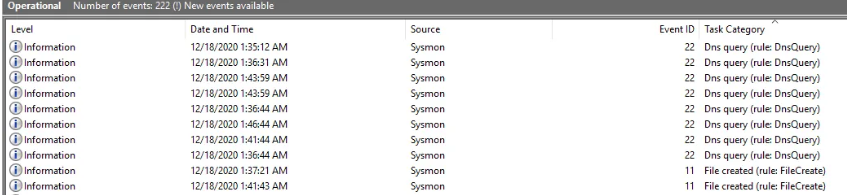 Operational Number of events: 222 (!) New events available
Level Date and Time Source Event ID Task Category
Information 12/18/2020 1:35:12 AM Sysmon 22 Dns query (rule: DnsQuery)
Information 12/18/2020 1:36:31 AM Sysmon 22 Dns query (rule: DnsQuery)
Information 12/18/2020 1:43:59 AM Sysmon 22 Dns query (rule: DnsQuery)
Information 12/18/2020 1:43:59 AM Sysmon 22 Dns query (rule: DnsQuery)
Information 12/18/2020 1:36:44 AM Sysmon 22 Dns query (rule: DnsQuery)
Information 12/18/2020 1:46:44 AM Sysmon 22 Dns query (rule: DnsQuery)
Information 12/18/2020 1:41:44 AM Sysmon 22 Dns query (rule: DnsQuery)
Information 12/18/2020 1:36:44 AM Sysmon 22 Dns query (rule: DnsQuery)
Information 12/18/2020 1:37:21 AM Sysmon 11 File created (rule: FileCreate)
Information 12/18/2020 1:41:43 AM Sysmon 11 File created (rule: FileCreate)